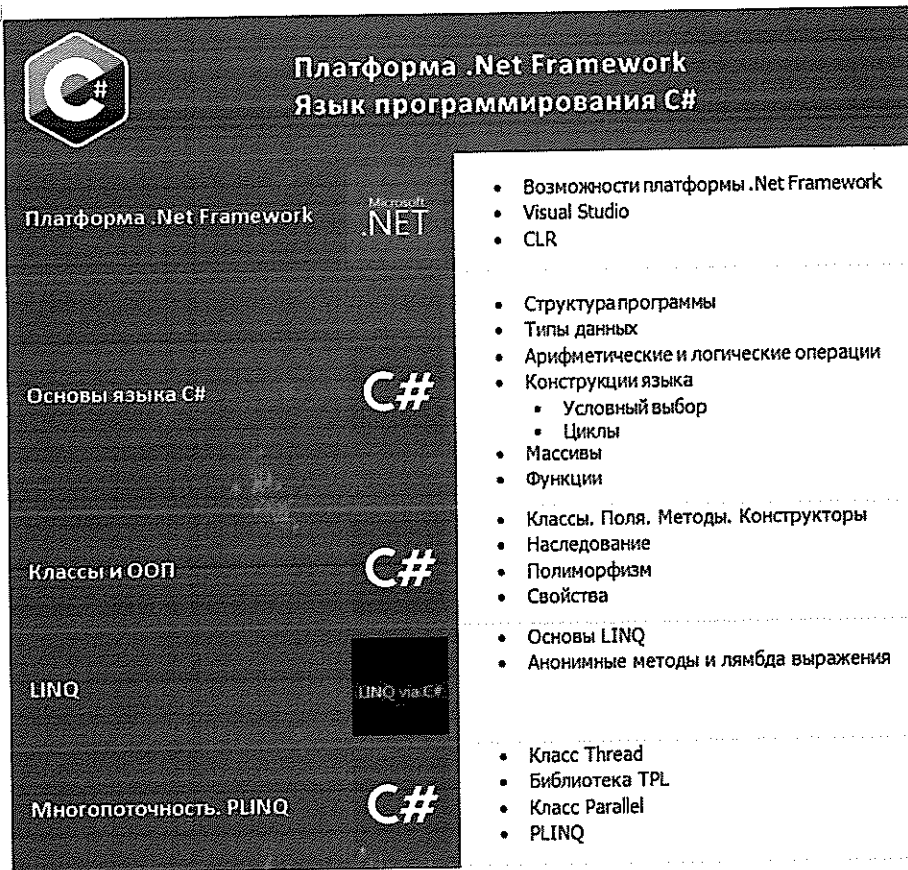 C#
Платформа .Net Framework
Язык программирования C#
Платформа .Net Framework
Microsoft
.NET
• Возможности платформы .Net Framework
• Visual Studio
• CLR
Основы языка C#
C#
• Структура программы
• Типы данных
• Арифметические и логические операции
• Конструкции языка
• Условный выбор
• Циклы
• Массивы
• Функции
Классы и ООП
C#
• Классы. Поля. Методы. Конструкторы
• Наследование
• Полиморфизм
• Свойства
LINQ
LINQ via C#
• Основы LINQ
• Анонимные методы и лямбда выражения
Многопоточность. PLINQ
C#
• Класс Thread
• Библиотека TPL
• Класс Parallel
• PLINQ